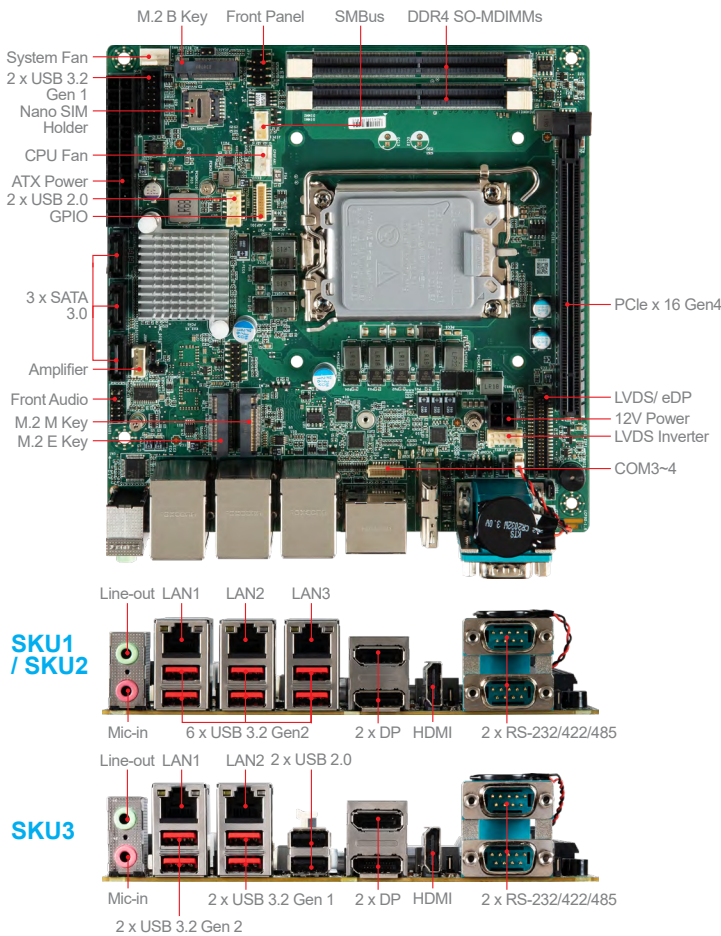 M.2 B Key
Front Panel
SMBus
DDR4 SO-MDIMMs
System Fan
2 x USB 3.2
Gen 1
Nano SIM
Holder
CPU Fan
ATX Power
2 x USB 2.0
GPIO
3 x SATA
3.0
Amplifier
Front Audio
M.2 M Key
M.2 E Key
PCIe x 16 Gen4
LVDS/ eDP
12V Power
LVDS Inverter
COM3~4
KTS
CR2032W 3.0V
Line-out LAN1 LAN2 LAN3
SKU1
/ SKU2
Mic-in 6 x USB 3.2 Gen2 2 x DP HDMI 2 x RS-232/422/485
Line-out LAN1 LAN2 2 x USB 2.0
SKU3
Mic-in 2 x USB 3.2 Gen 1 2 x DP HDMI 2 x RS-232/422/485
2 x USB 3.2 Gen 2